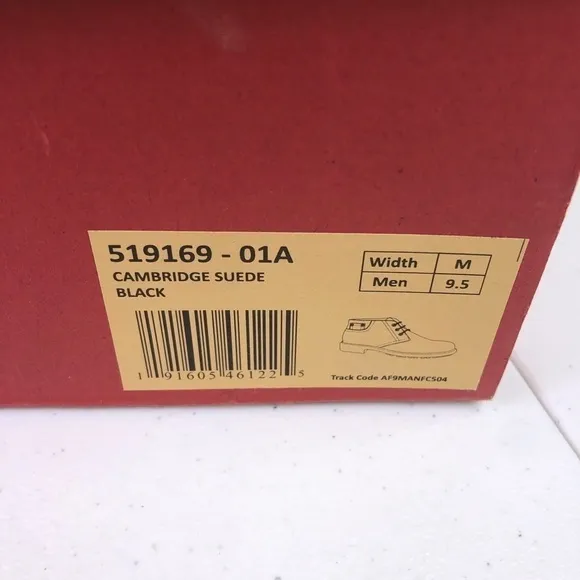 519169 - 01A
CAMBRIDGE SUEDE
BLACK
1 91605 46122 5
Width M
Men 9.5
Track Code AF9MANFC504